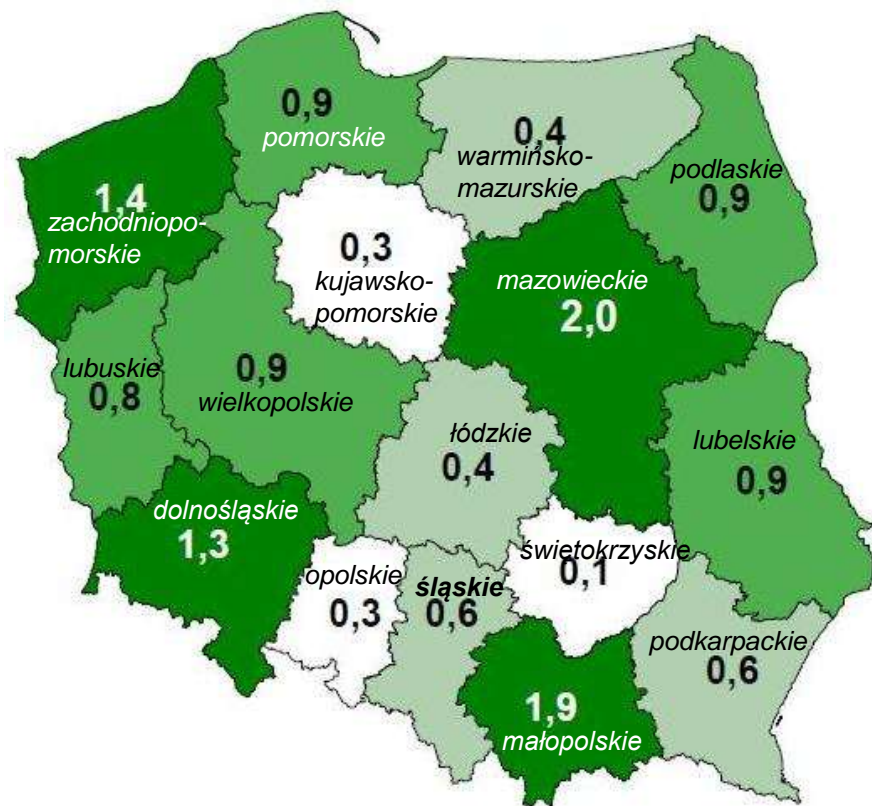 0,9
pomorskie
0,4
warmińsko-
mazurskie
podlaskie
0,9
1,4
zachodniopo-
morskie
0,3
kujawsko-
pomorskie
mazowieckie
2,0
lubuskie
0,8
0,9
wielkopolskie
łódzkie
0,4
lubelskie
0,9
dolnośląskie
1,3
opolskie
0,3
śląskie
0,6
świetokrzyskie
0,1
podkarpackie
0,6
1,9
małopolskie